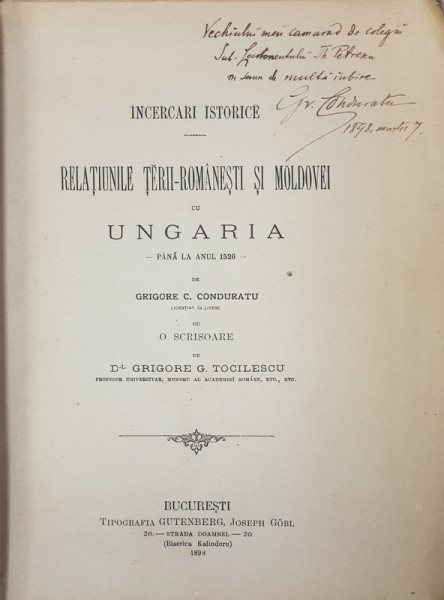 Vechiului meu camarad de colegiu
Sub-Locotenentului Th. Petrescu
în semn de multă iubire
Gr. Conduratu
1898, martie 7.
INCERCARI ISTORICE
RELAŢIUNILE ŢĔRII-ROMÂNEŞTI ŞI MOLDOVEI
CU
UNGARIA
— PÂNĂ LA ANUL 1526 —
DE
GRIGORE C. CONDURATU
LICENŢIAT ÎN LITERE
CU
O SCRISOARE
DE
D-L GRIGORE G. TOCILESCU
PROFESOR UNIVERSITAR, MEMBRU AL ACADEMIEI ROMÂNE, ETC., ETC.
BUCUREŞTI
TIPOGRAFIA GUTENBERG, JOSEPH GÖBL
20. — STRADA DOAMNEI — 20
(Biserica Kalinderu)
1898